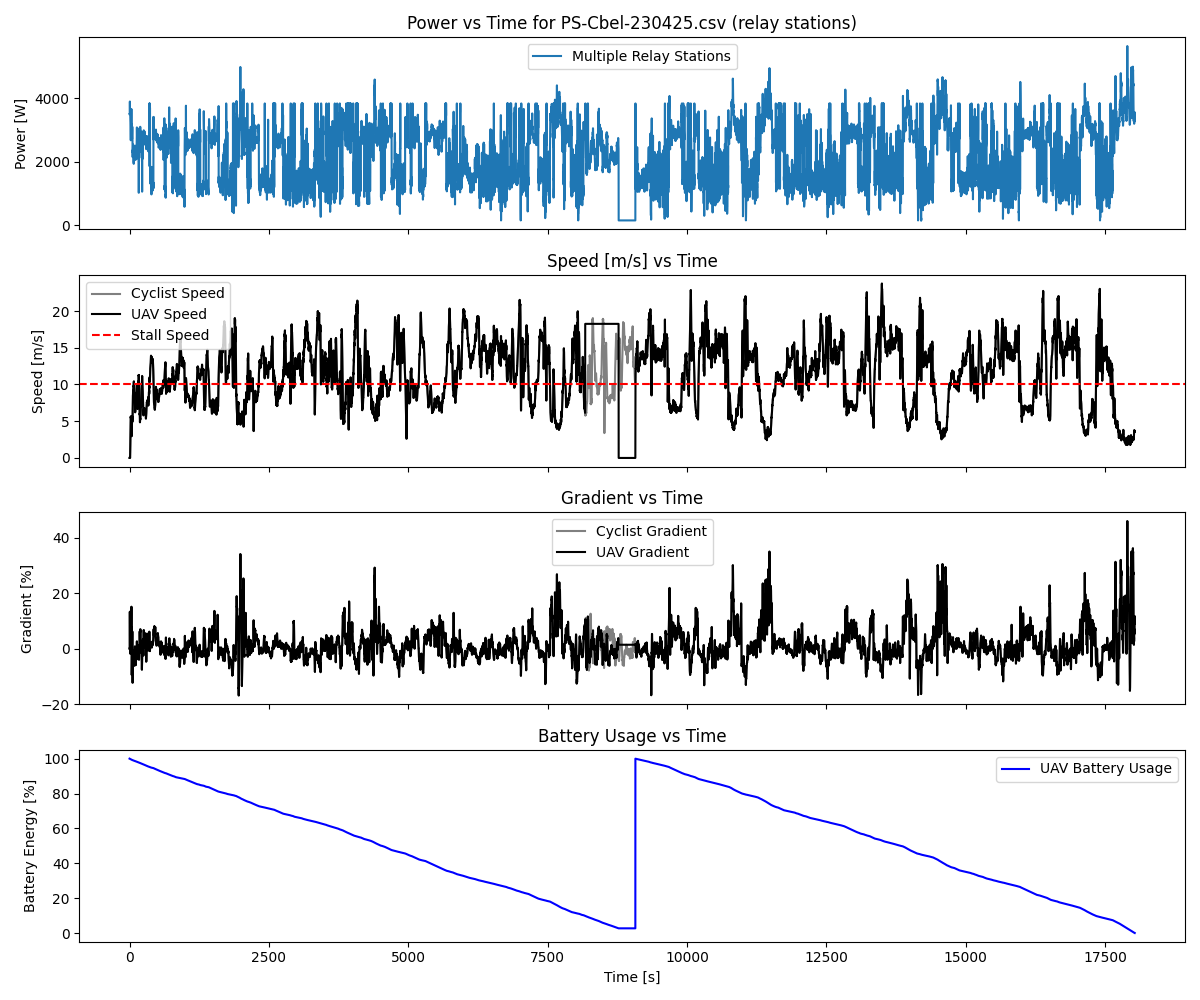 Power vs Time for PS-Cbel-230425.csv (relay stations)
Multiple Relay Stations
Power [W]
4000
2000
0
Speed [m/s] vs Time
Cyclist Speed
UAV Speed
Stall Speed
Speed [m/s]
20
15
10
5
0
Gradient vs Time
Cyclist Gradient
UAV Gradient
Gradient [%]
40
20
0
−20
Battery Usage vs Time
UAV Battery Usage
Battery Energy [%]
100
80
60
40
20
0
0 2500 5000 7500 10000 12500 15000 17500
Time [s]